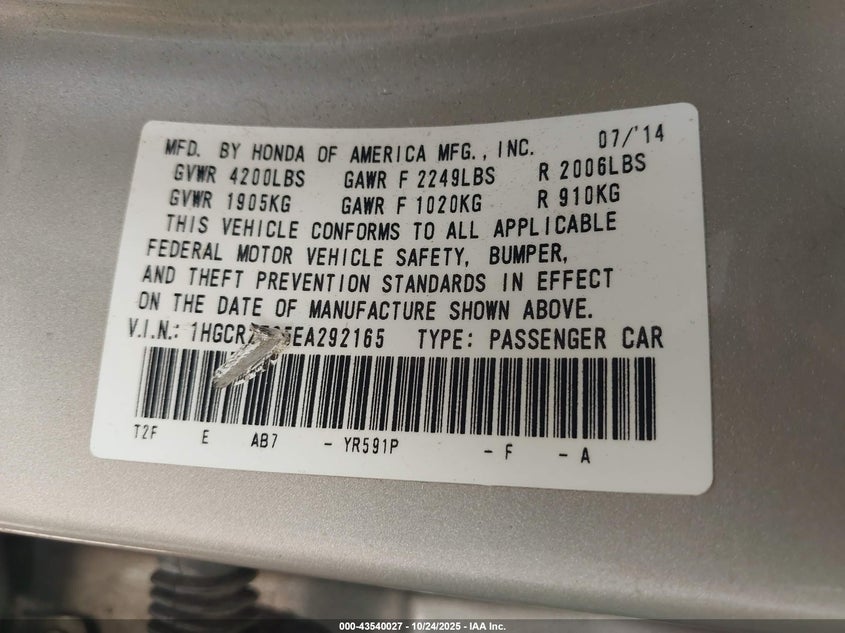 MFD. BY HONDA OF AMERICA MFG., INC. 07/'14
GVWR 4200LBS GAWR F 2249LBS R 2006LBS
GVWR 1905KG GAWR F 1020KG R 910KG
THIS VEHICLE CONFORMS TO ALL APPLICABLE
FEDERAL MOTOR VEHICLE SAFETY, BUMPER,
AND THEFT PREVENTION STANDARDS IN EFFECT
ON THE DATE OF MANUFACTURE SHOWN ABOVE.
V.I.N.: TYPE: PASSENGER CAR
T2F E AB7 - YR591P - F - A
000-43540027 - 10/24/2025 - IAA Inc.